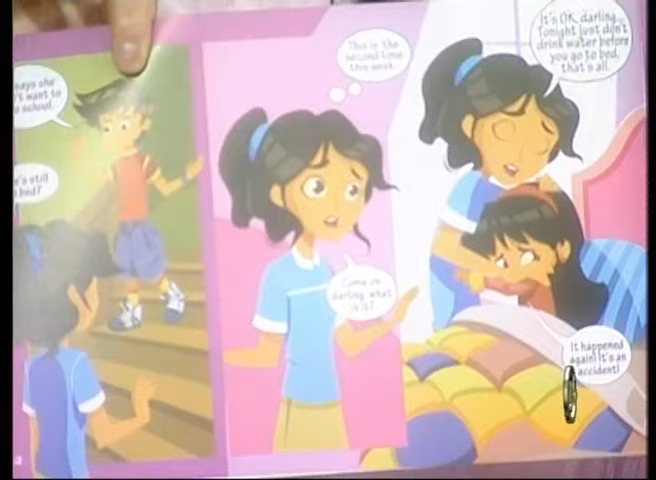 says she
't want to
school.
e's still
bed?
This is the
second time
this week.
Come on
darling what
is it?
It's OK darling.
Tonight just don't
drink water before
you go to bed,
that's all.
It happened
again! It's an
accident!